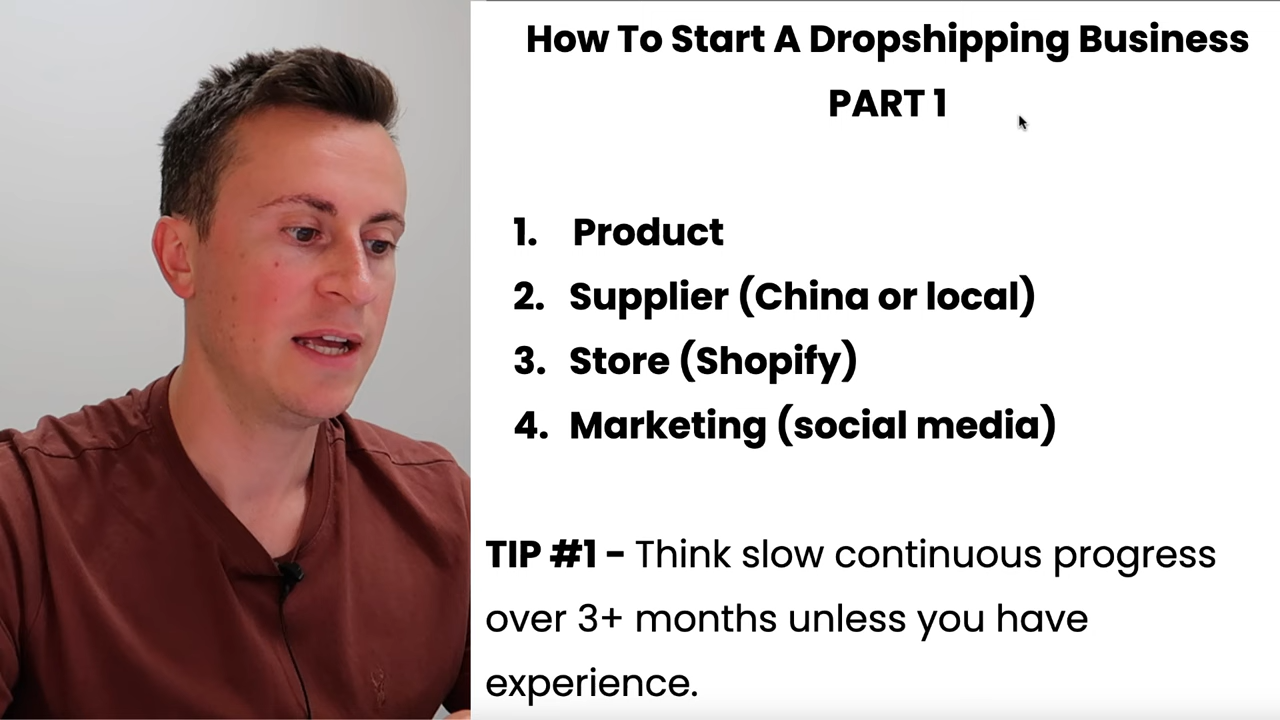 How To Start A Dropshipping Business
PART 1
1. Product
2. Supplier (China or local)
3. Store (Shopify)
4. Marketing (social media)
TIP #1 - Think slow continuous progress
over 3+ months unless you have
experience.